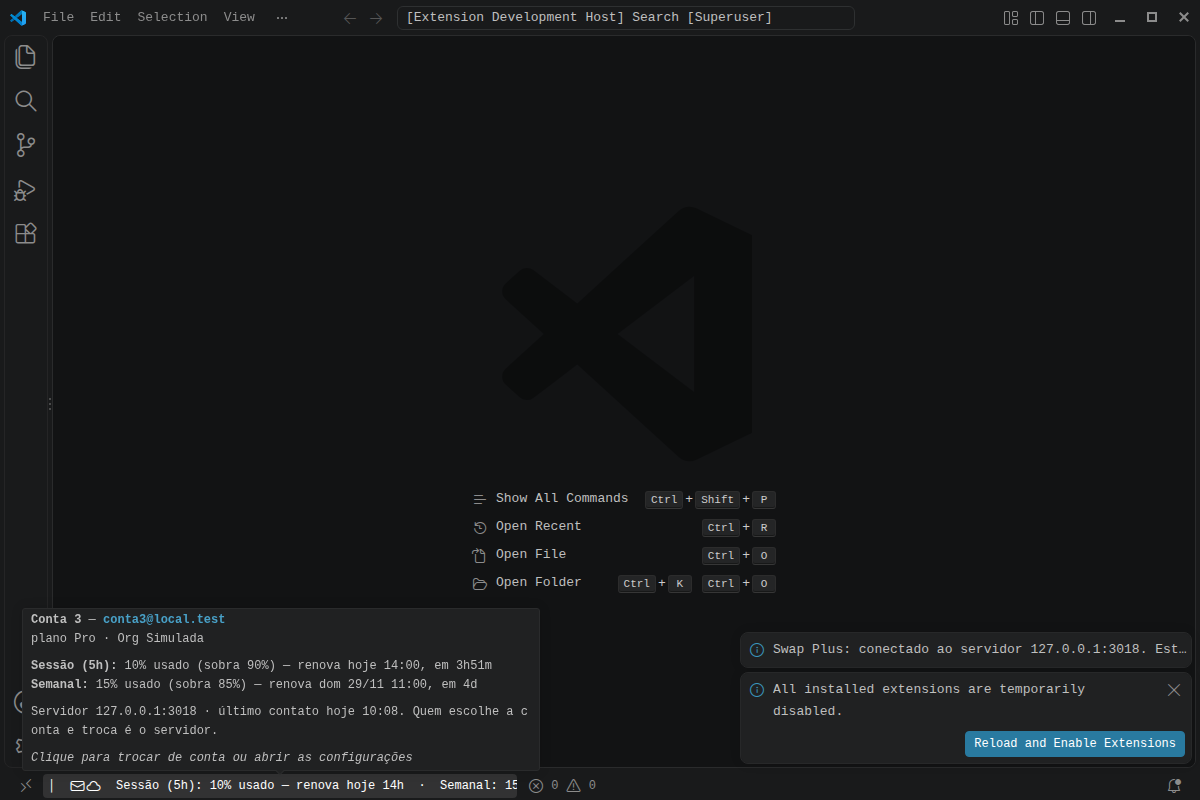 File Edit Selection View ···
[Extension Development Host] Search [Superuser]
Show All Commands Ctrl + Shift + P
Open Recent Ctrl + R
Open File Ctrl + O
Open Folder Ctrl + K Ctrl + O
Conta 3 — conta3@local.test
plano Pro · Org Simulada
Sessão (5h): 10% usado (sobra 90%) — renova hoje 14:00, em 3h51m
Semanal: 15% usado (sobra 85%) — renova dom 29/11 11:00, em 4d
Servidor 127.0.0.1:3018 · último contato hoje 10:08. Quem escolhe a c
onta e troca é o servidor.
Clique para trocar de conta ou abrir as configurações
Swap Plus: conectado ao servidor 127.0.0.1:3018. Est…
All installed extensions are temporarily
disabled.
Reload and Enable Extensions
| Sessão (5h): 10% usado — renova hoje 14h · Semanal: 15 0 0